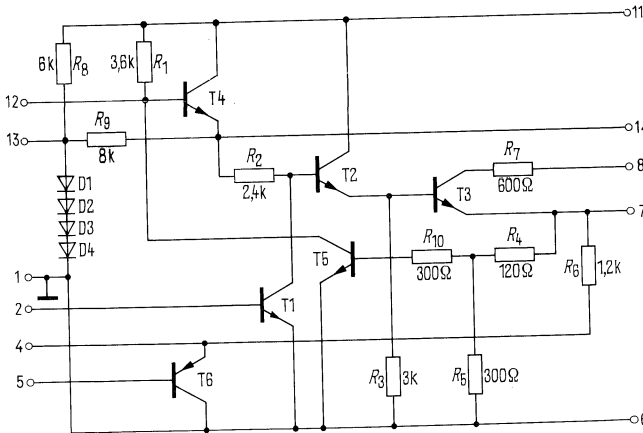 11
6k R8
3,6k R1
12
T4
13
R9
8k
14
R2
2,4k
T2
R7
600Ω
8
T3
7
D1
D2
D3
D4
T5
R10
300Ω
R4
120Ω
R6 1,2k
1
2
T1
4
5
T6
R3 3k
R5 300Ω